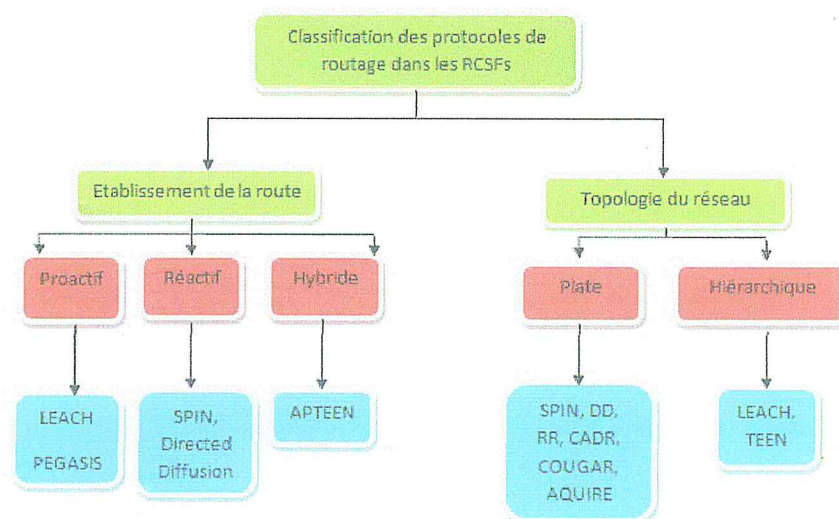 Classification des protocoles de
routage dans les RCSFs
Etablissement de la route
Topologie du réseau
Proactif
Réactif
Hybride
Plate
Hiérarchique
LEACH
PEGASIS
SPIN,
Directed
Diffusion
APTEEN
SPIN, DD,
RR, CADR,
COUGAR,
AQUIRE
LEACH,
TEEN